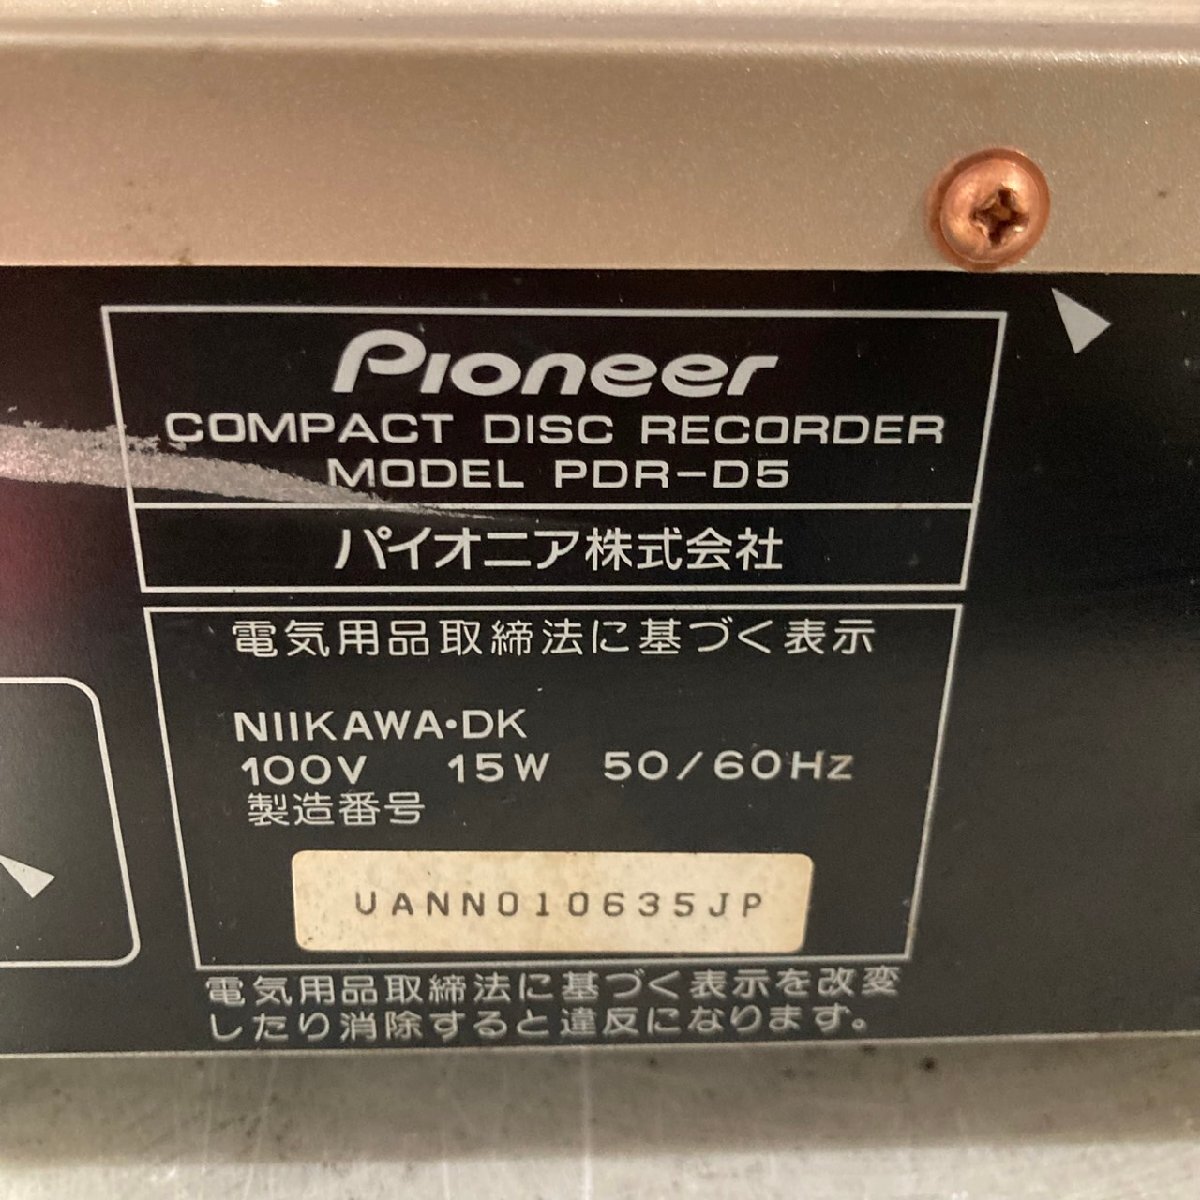 Pioneer
COMPACT DISC RECORDER
MODEL PDR-D5
パイオニア株式会社
電気用品取締法に基づく表示
NIIKAWA・DK
100V 15W 50/60Hz
製造番号
UANN010635JP
電気用品取締法に基づく表示を改変
したり消除すると違反になります。